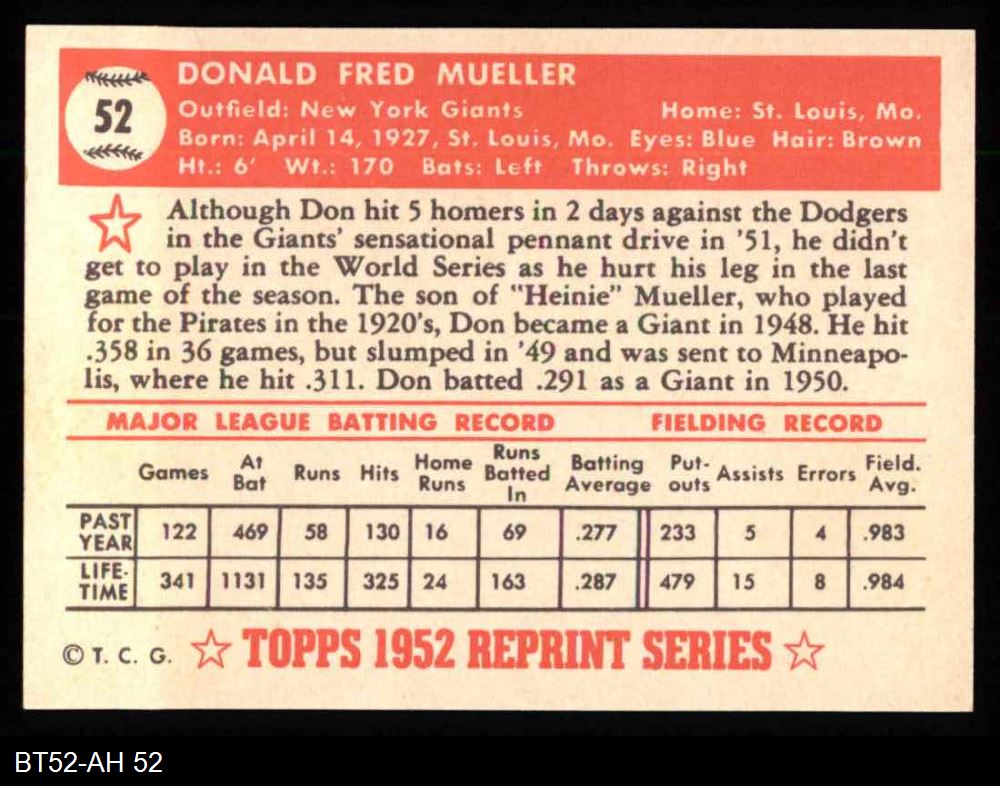 52
DONALD FRED MUELLER
Outfield: New York Giants Home: St. Louis, Mo.
Born: April 14, 1927, St. Louis, Mo. Eyes: Blue Hair: Brown
Ht.: 6' Wt.: 170 Bats: Left Throws: Right
Although Don hit 5 homers in 2 days against the Dodgers
in the Giants' sensational pennant drive in '51, he didn't
get to play in the World Series as he hurt his leg in the last
game of the season. The son of "Heinie" Mueller, who played
for the Pirates in the 1920's, Don became a Giant in 1948. He hit
.358 in 36 games, but slumped in '49 and was sent to Minneapo-
lis, where he hit .311. Don batted .291 as a Giant in 1950.
MAJOR LEAGUE BATTING RECORD FIELDING RECORD
Games At Bat Runs Hits Home Runs Runs Batted In Batting Average Put-outs Assists Errors Field. Avg.
PAST YEAR 122 469 58 130 16 69 .277 233 5 4 .983
LIFE-TIME 341 1131 135 325 24 163 .287 479 15 8 .984
© T. C. G. TOPPS 1952 REPRINT SERIES
BT52-AH 52